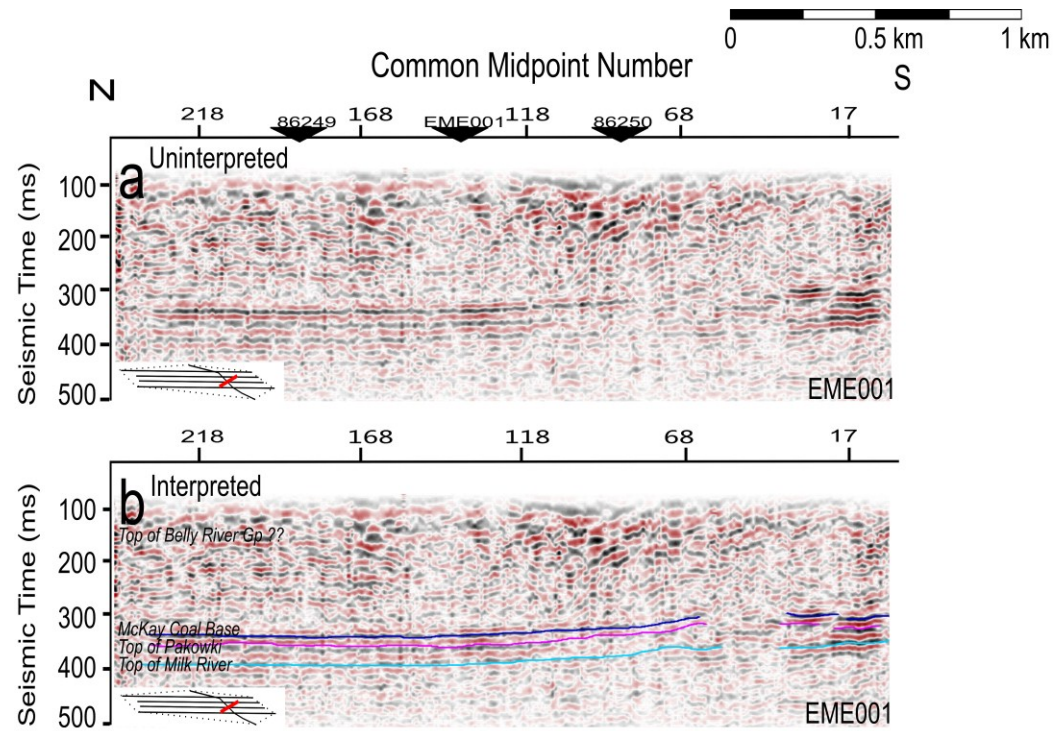 0 0.5 km 1 km
Common Midpoint Number
N S
218 86249 168 EME001 118 86250 68 17
a Uninterpreted
Seismic Time (ms)
100
200
300
400
500
EME001
218 168 118 68 17
b Interpreted
Seismic Time (ms)
100
Top of Belly River Gp ??
200
300
McKay Coal Base
Top of Pakowki
Top of Milk River
400
500
EME001